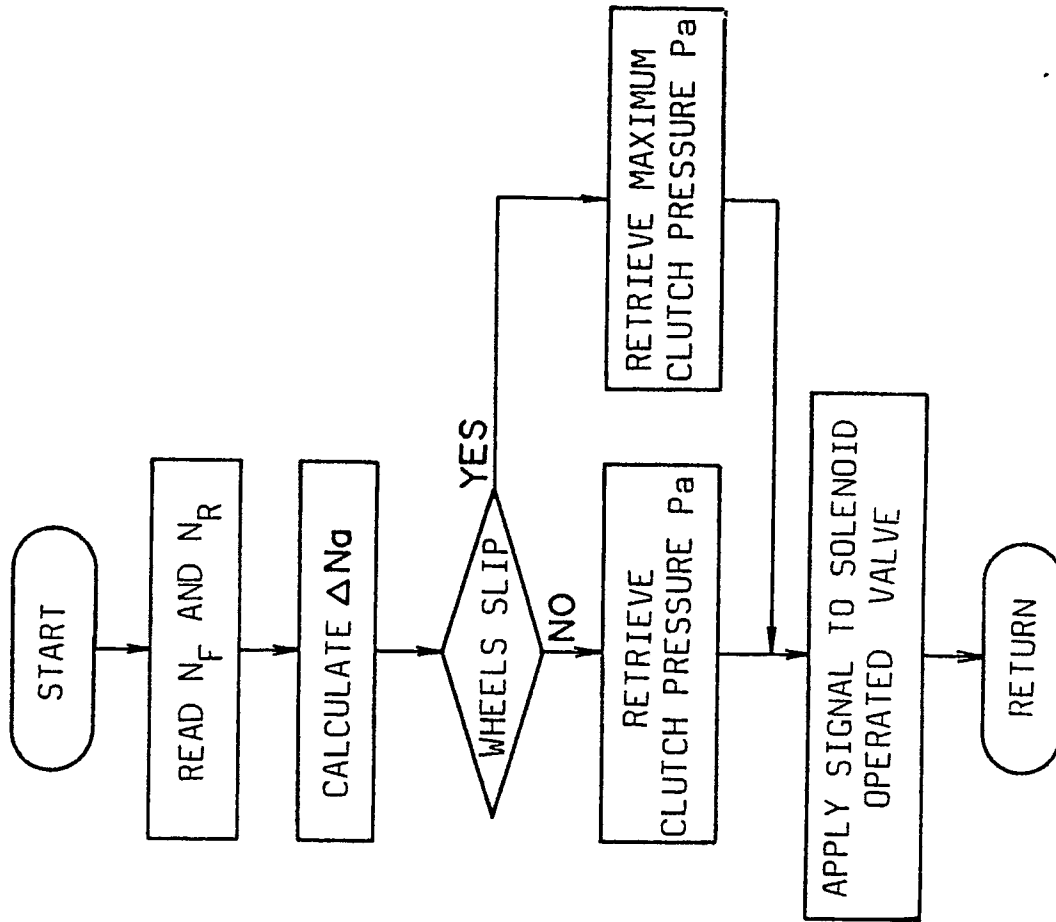 START
READ N_F AND N_R
CALCULATE ΔNa
WHEELS SLIP
YES
NO
RETRIEVE
CLUTCH PRESSURE Pa
RETRIEVE MAXIMUM
CLUTCH PRESSURE Pa
APPLY SIGNAL TO SOLENOID
OPERATED VALVE
RETURN